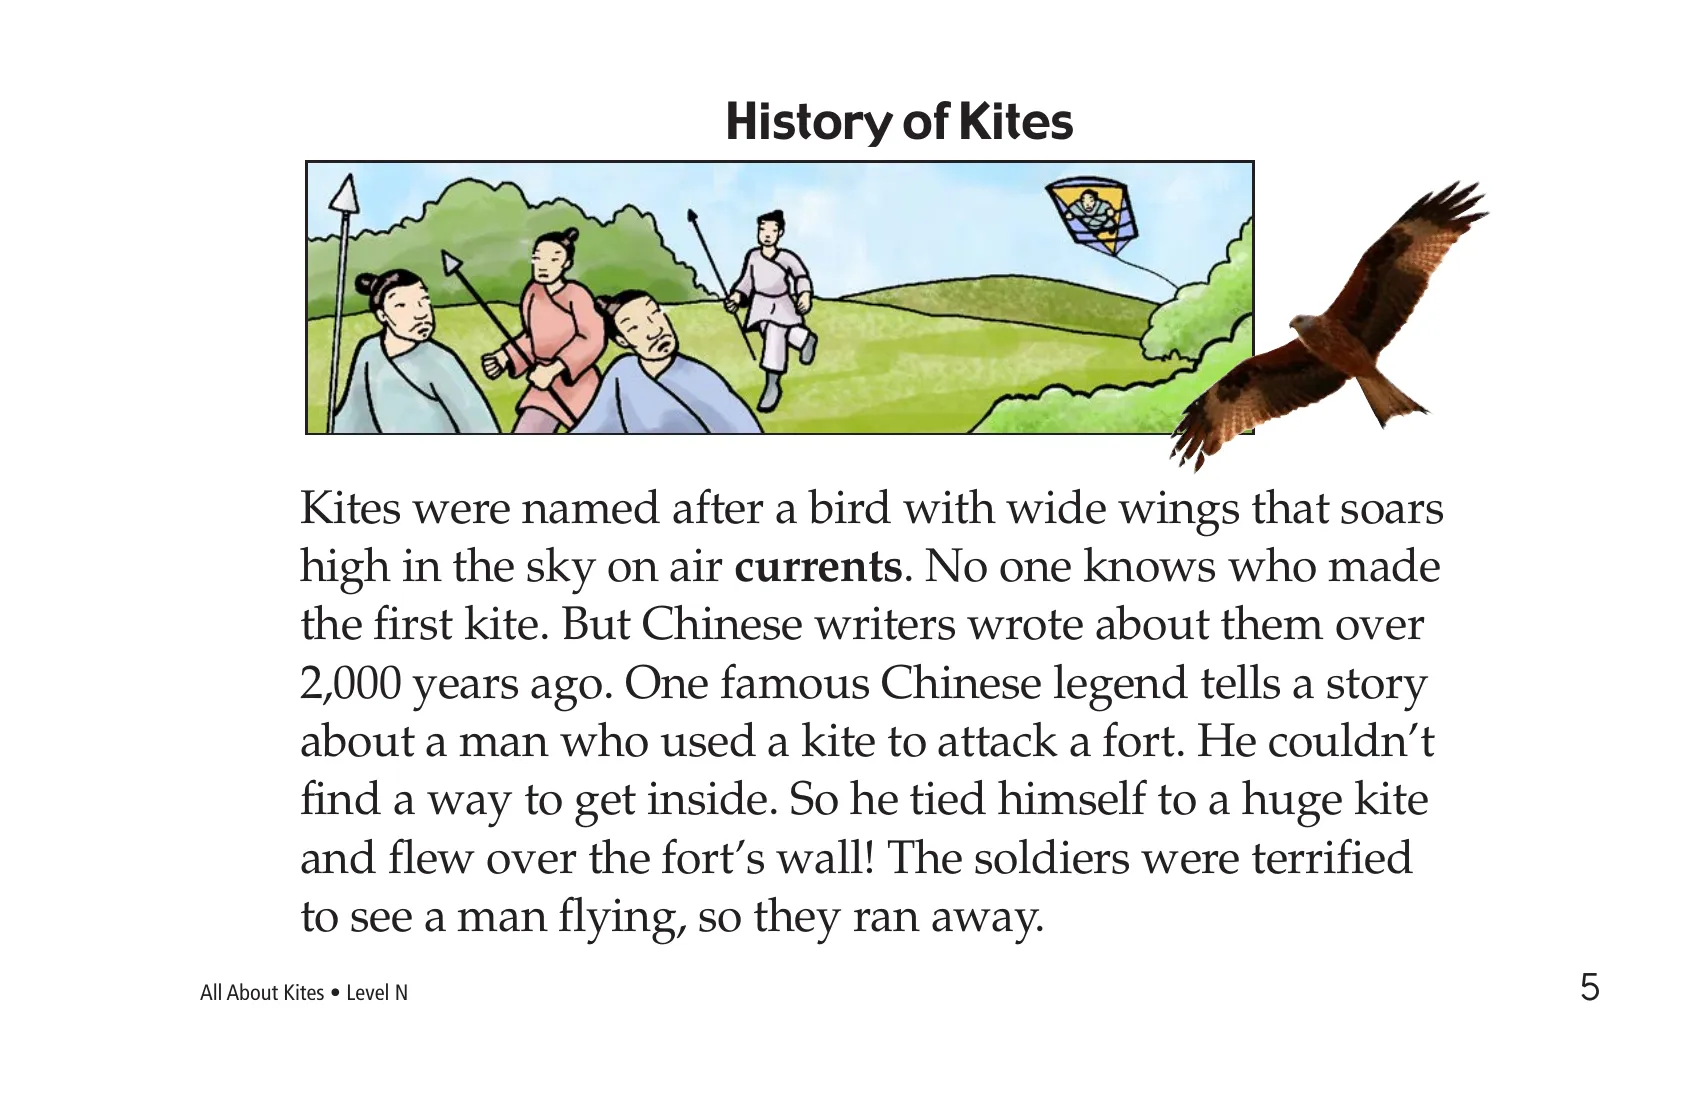 History of Kites
Kites were named after a bird with wide wings that soars
high in the sky on air currents. No one knows who made
the first kite. But Chinese writers wrote about them over
2,000 years ago. One famous Chinese legend tells a story
about a man who used a kite to attack a fort. He couldn’t
find a way to get inside. So he tied himself to a huge kite
and flew over the fort’s wall! The soldiers were terrified
to see a man flying, so they ran away.
All About Kites • Level N
5